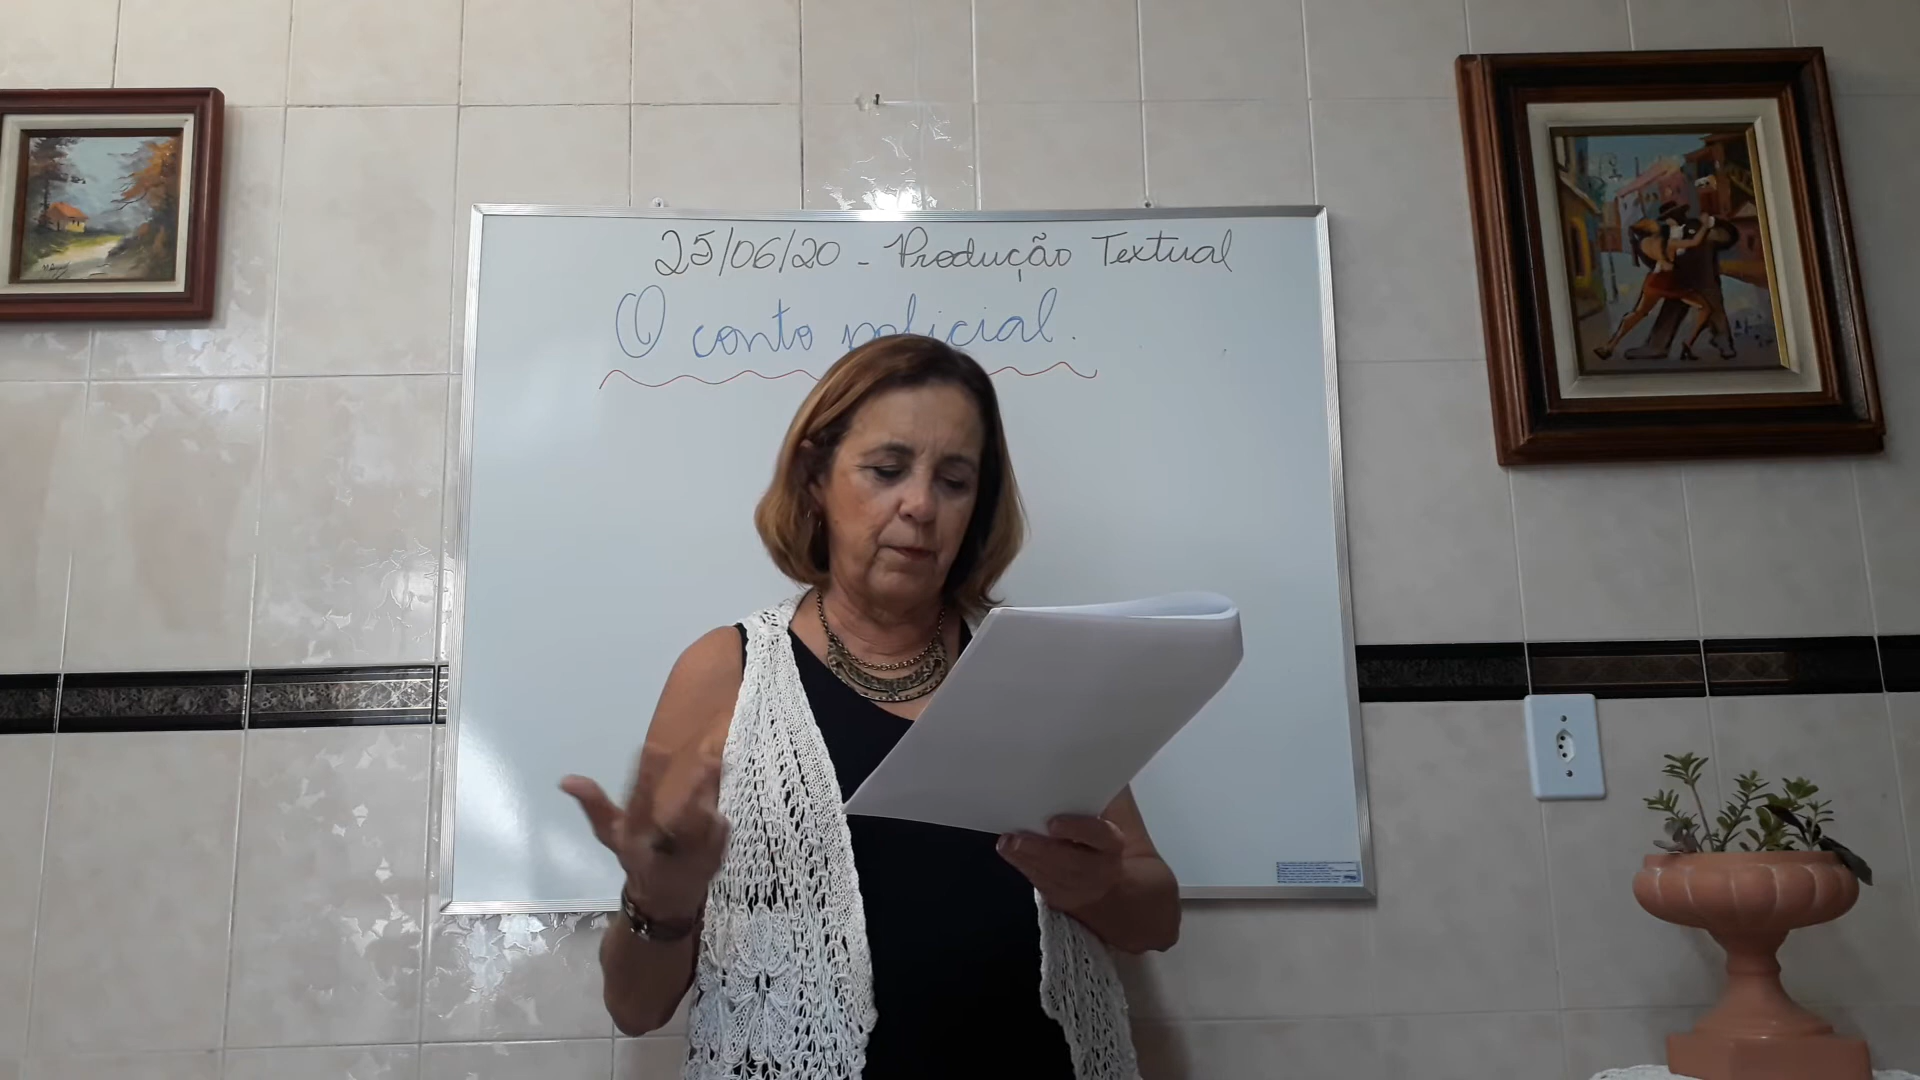 25/06/20 - Produção Textual
O conto policial.